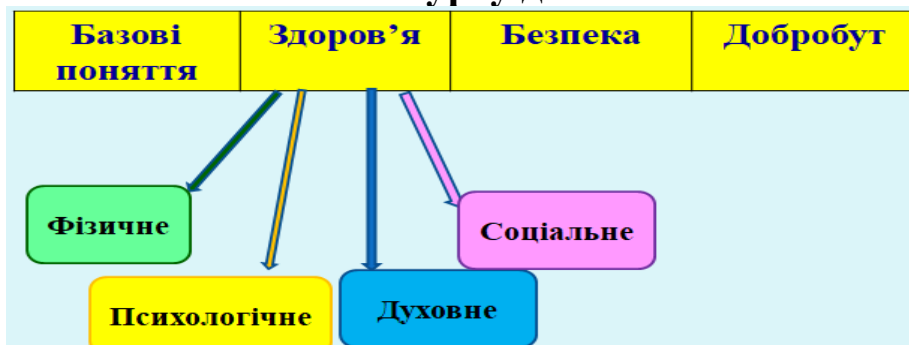 Базові поняття
Здоров’я
Безпека
Добробут
Фізичне
Соціальне
Психологічне
Духовне